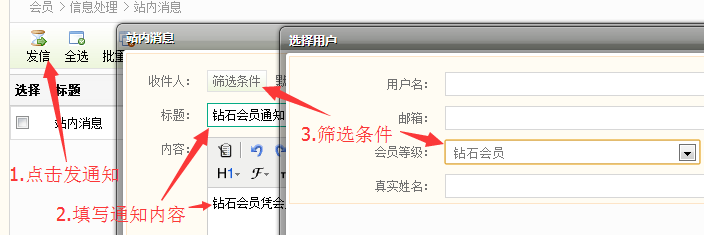 会员 > 信息处理 > 站内消息
发信 全选 批量
选择 标题
站内消息
站内消息
收件人： 筛选条件
标题： 钻石会员通知
内容：
H1 F
钻石会员凭会
选择用户
用户名：
邮箱：
会员等级： 钻石会员
真实姓名：
1.点击发通知
2.填写通知内容
3.筛选条件